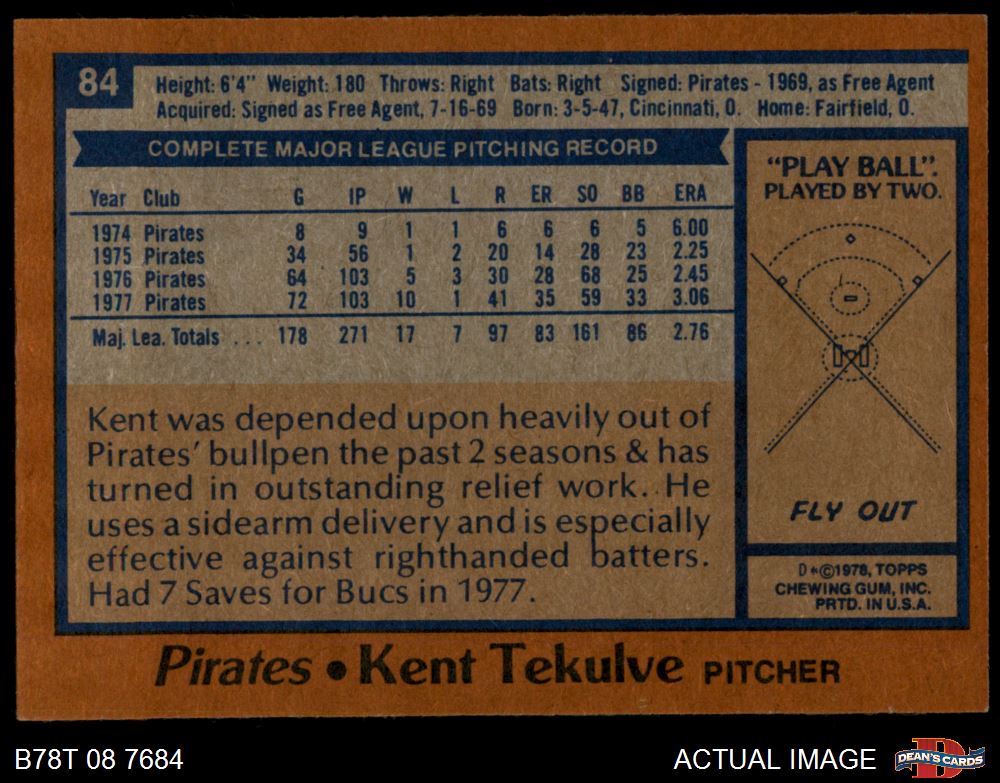 84
Height: 6'4" Weight: 180 Throws: Right Bats: Right Signed: Pirates - 1969, as Free Agent
Acquired: Signed as Free Agent, 7-16-69 Born: 3-5-47, Cincinnati, O. Home: Fairfield, O.
COMPLETE MAJOR LEAGUE PITCHING RECORD
Year Club G IP W L R ER SO BB ERA
1974 Pirates 8 9 1 1 6 6 6 5 6.00
1975 Pirates 34 56 1 2 20 14 28 23 2.25
1976 Pirates 64 103 5 3 30 28 68 25 2.45
1977 Pirates 72 103 10 1 41 35 59 33 3.06
Maj. Lea. Totals ... 178 271 17 7 97 83 161 86 2.76
Kent was depended upon heavily out of
Pirates' bullpen the past 2 seasons & has
turned in outstanding relief work. He
uses a sidearm delivery and is especially
effective against righthanded batters.
Had 7 Saves for Bucs in 1977.
"PLAY BALL".
PLAYED BY TWO.
FLY OUT
D*©1978, TOPPS
CHEWING GUM, INC.
PRTD. IN U.S.A.
Pirates • Kent Tekulve PITCHER
B78T 08 7684
ACTUAL IMAGE
D
DEAN'S CARDS